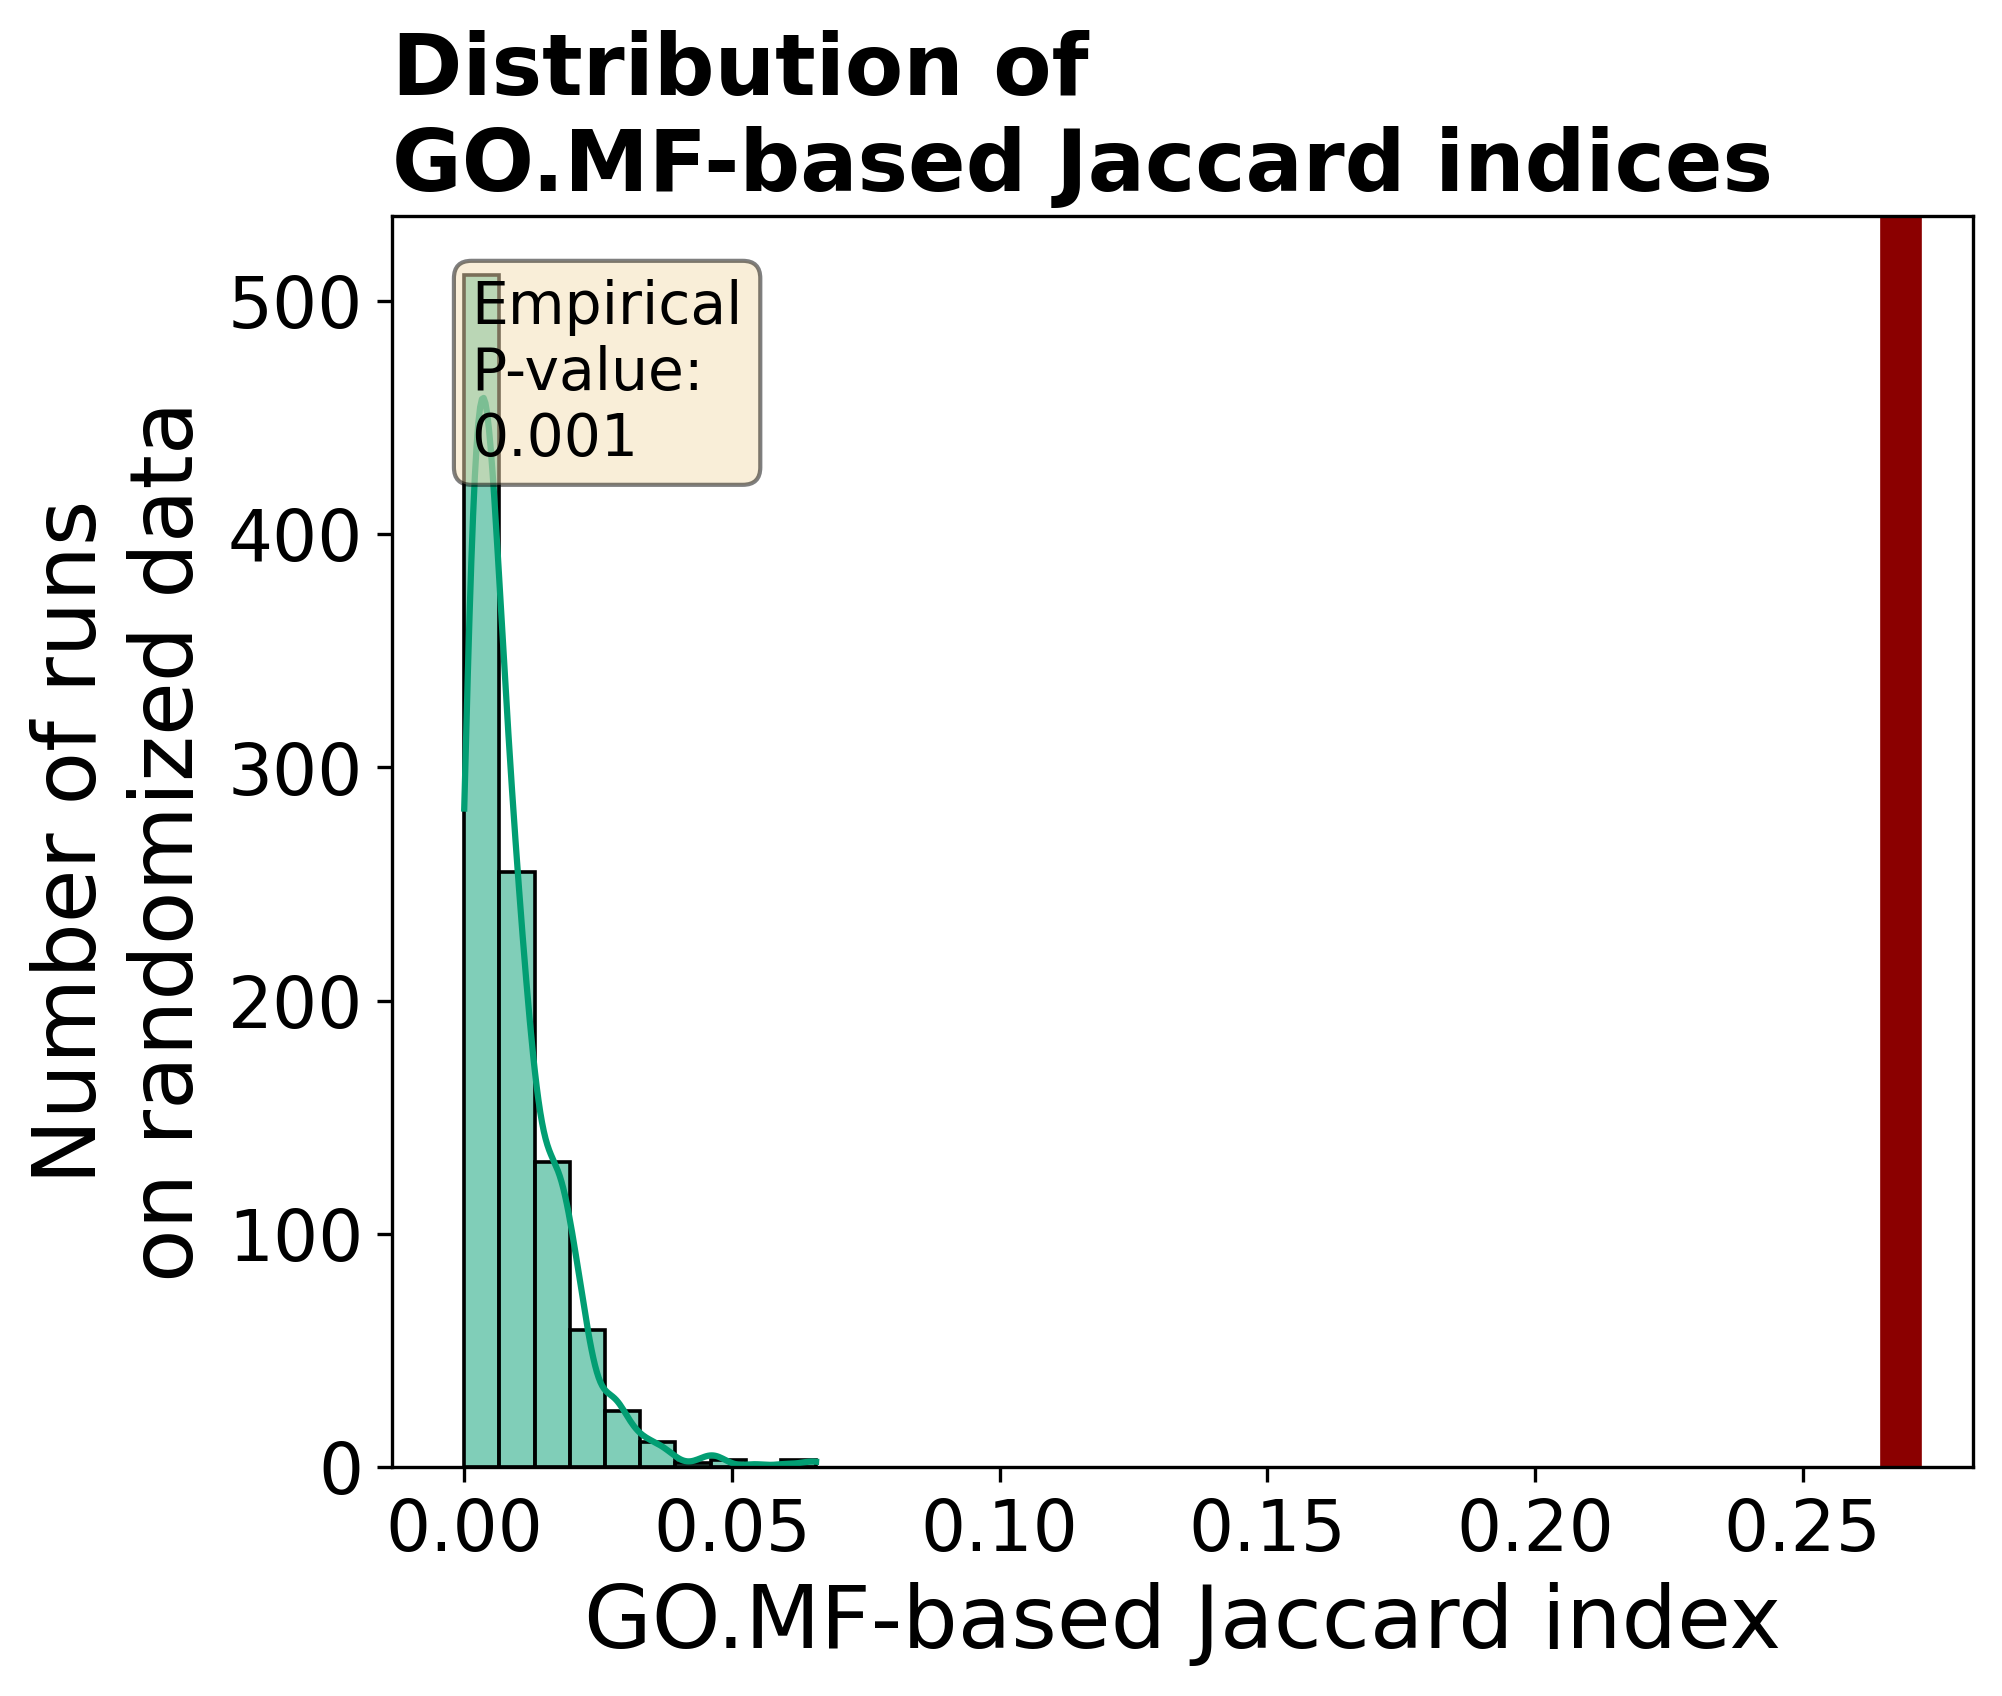 Distribution of
GO.MF-based Jaccard indices
Number of runs
on randomized data
500
400
300
200
100
0
Empirical
P-value:
0.001
0.00 0.05 0.10 0.15 0.20 0.25
GO.MF-based Jaccard index